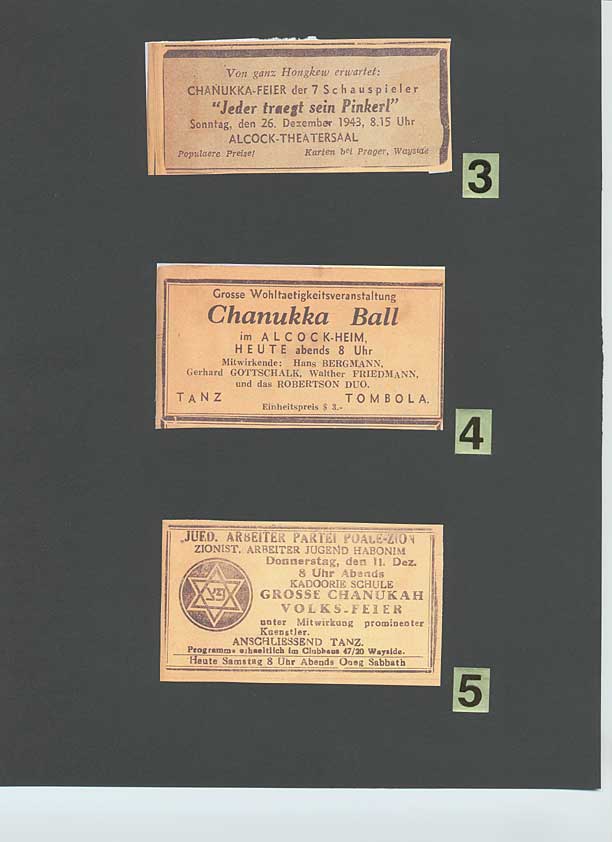 Von ganz Hongkew erwartet:
CHANUKKA-FEIER der 7 Schauspieler
"Jeder traegt sein Pinkerl"
Sonntag, den 26. Dezember 1943, 8.15 Uhr
ALCOCK-THEATERSAAL
Populaere Preise! Karten bei Prager, Wayside
3
Grosse Wohltaetigkeitsveranstaltung
Chanukka Ball
im ALCOCK-HEIM,
HEUTE abends 8 Uhr
Mitwirkende: Hans BERGMANN,
Gerhard GOTTSCHALK, Walther FRIEDMANN,
und das ROBERTSON DUO.
TANZ TOMBOLA.
Einheitspreis $ 3.-
4
JUED. ARBEITER PARTEI POALE-ZION
ZIONIST. ARBEITER JUGEND HABONIM
Donnerstag, den 11. Dez.
8 Uhr Abends
KADOORIE SCHULE
GROSSE CHANUKAH
VOLKS-FEIER
unter Mitwirkung prominenter
Kuenstler.
ANSCHLIESSEND TANZ.
Programme erhaeltlich im Clubhaus 47/20 Wayside.
Heute Samstag 8 Uhr Abends Oneg Sabbath
5